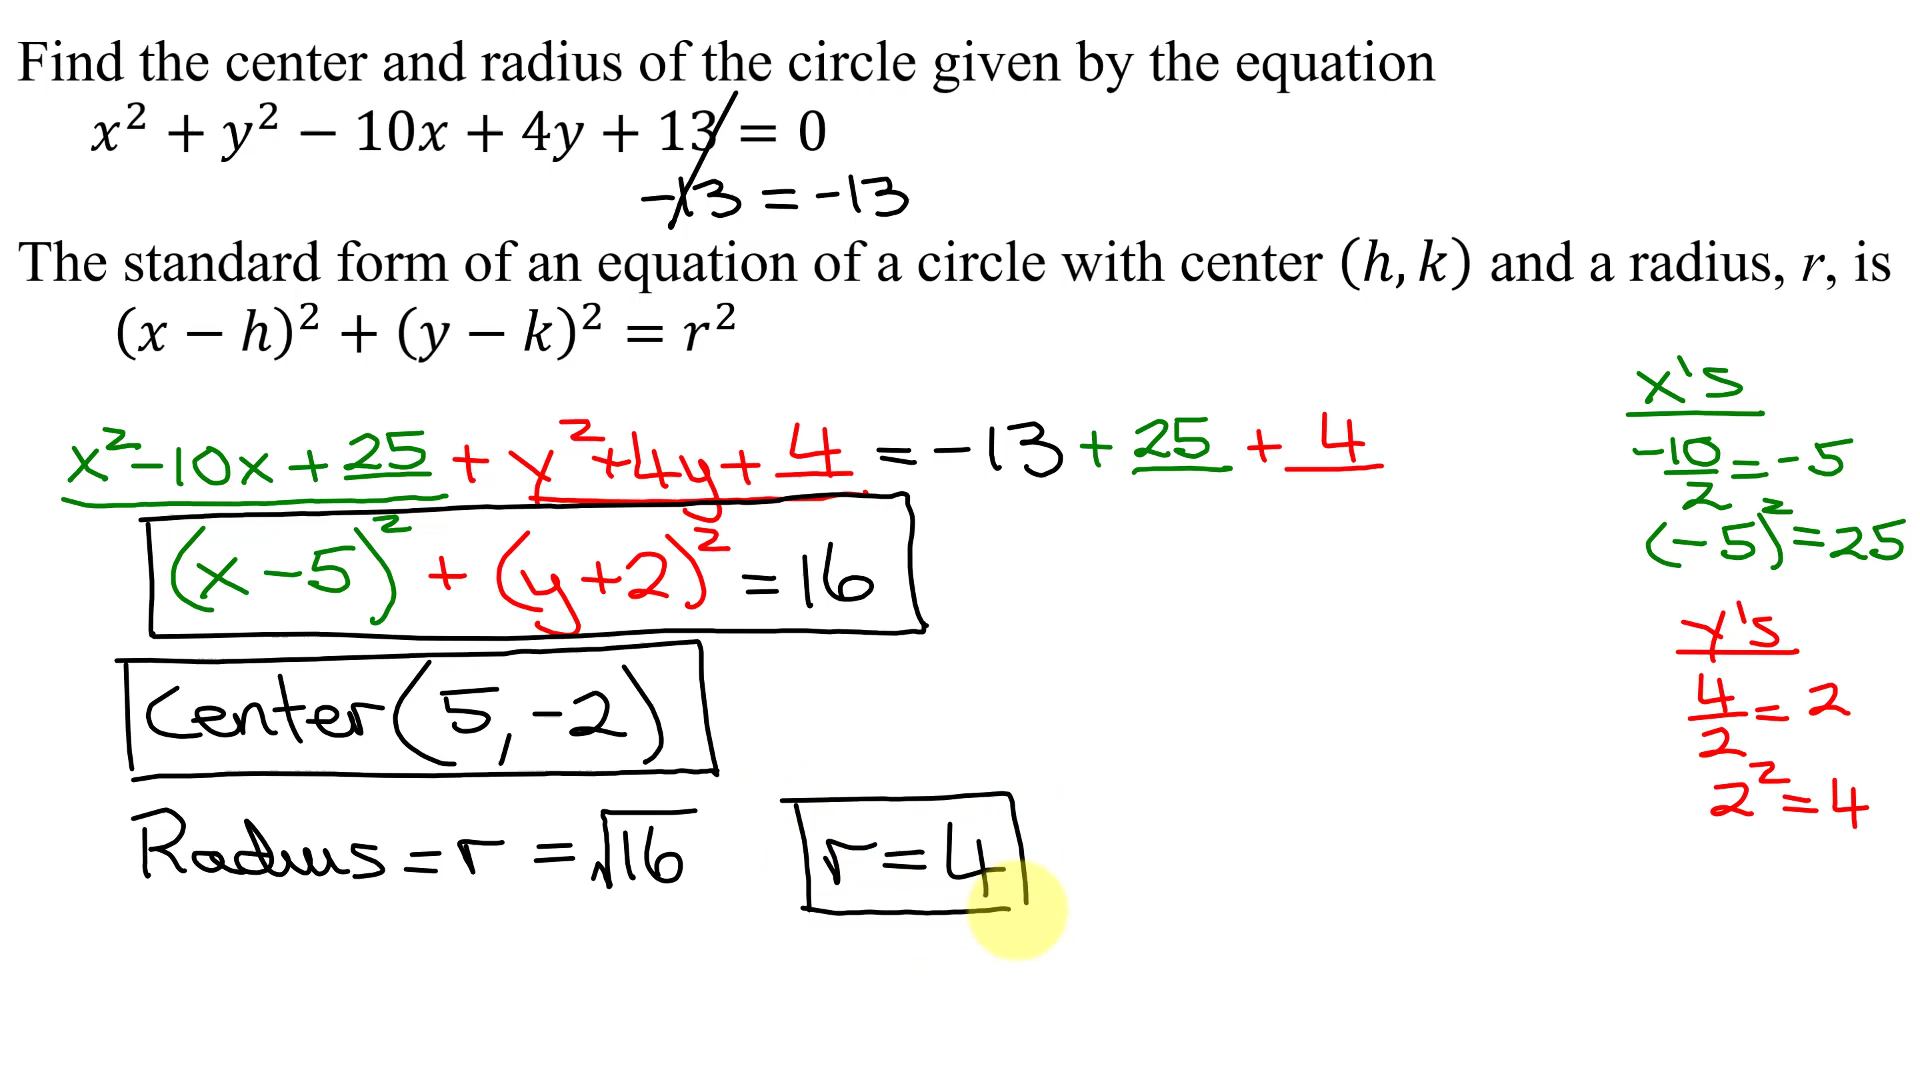 Find the center and radius of the circle given by the equation
x² + y² − 10x + 4y + 13 = 0
-13 = -13
The standard form of an equation of a circle with center (h, k) and a radius, r, is
(x − h)² + (y − k)² = r²
x²-10x+25 + y²+4y+4 = -13+25 +4
(x-5)² + (y+2)² = 16
Center(5,-2)
Radius = r = √16
r = 4
x's
-10/2 = -5
(-5)² = 25
y's
4/2 = 2
2² = 4